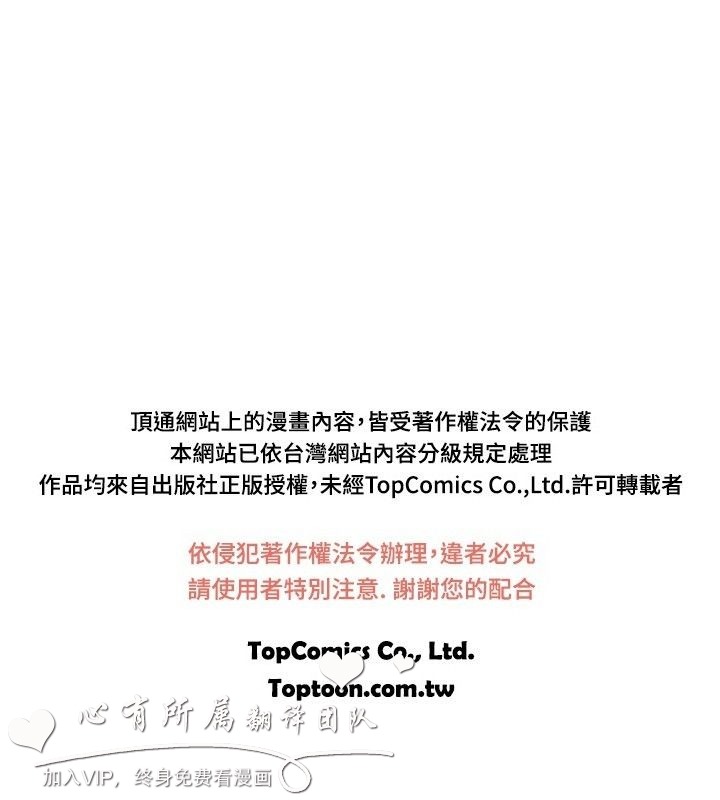 頂通網站上的漫畫內容,皆受著作權法令的保護
本網站已依台灣網站內容分級規定處理
作品均來自出版社正版授權,未經TopComics Co.,Ltd.許可轉載者
依侵犯著作權法令辦理,違者必究
請使用者特別注意. 謝謝您的配合
TopComics Co., Ltd.
Toptoon.com.tw
心有所属翻译团队
加入VIP，终身免费看漫画